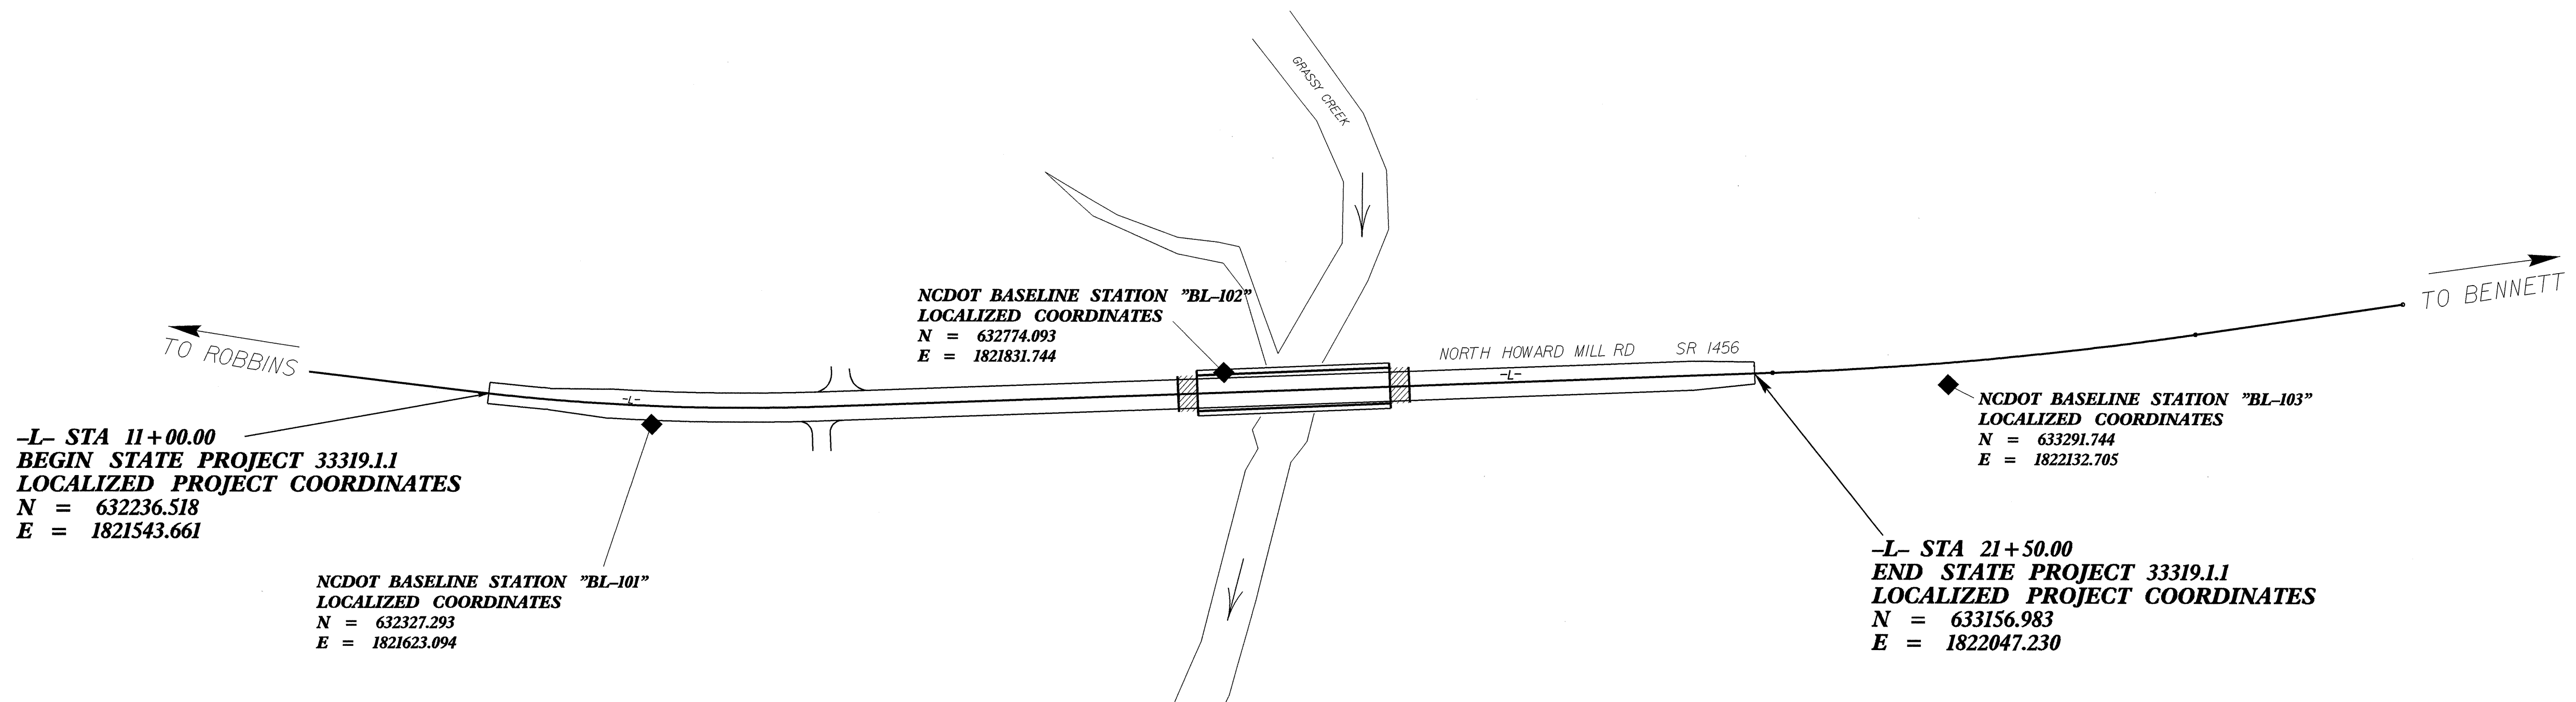 GRASSY CREEK
TO BENNETT
TO ROBBINS
NCDOT BASELINE STATION "BL-102"
LOCALIZED COORDINATES
N = 632774.093
E = 1821831.744
NORTH HOWARD MILL RD SR 1456
-L-
-L-
NCDOT BASELINE STATION "BL-103"
LOCALIZED COORDINATES
N = 633291.744
E = 1822132.705
-L- STA 11+00.00
BEGIN STATE PROJECT 33319.1.1
LOCALIZED PROJECT COORDINATES
N = 632236.518
E = 1821543.661
NCDOT BASELINE STATION "BL-101"
LOCALIZED COORDINATES
N = 632327.293
E = 1821623.094
-L- STA 21+50.00
END STATE PROJECT 33319.1.1
LOCALIZED PROJECT COORDINATES
N = 633156.983
E = 1822047.230